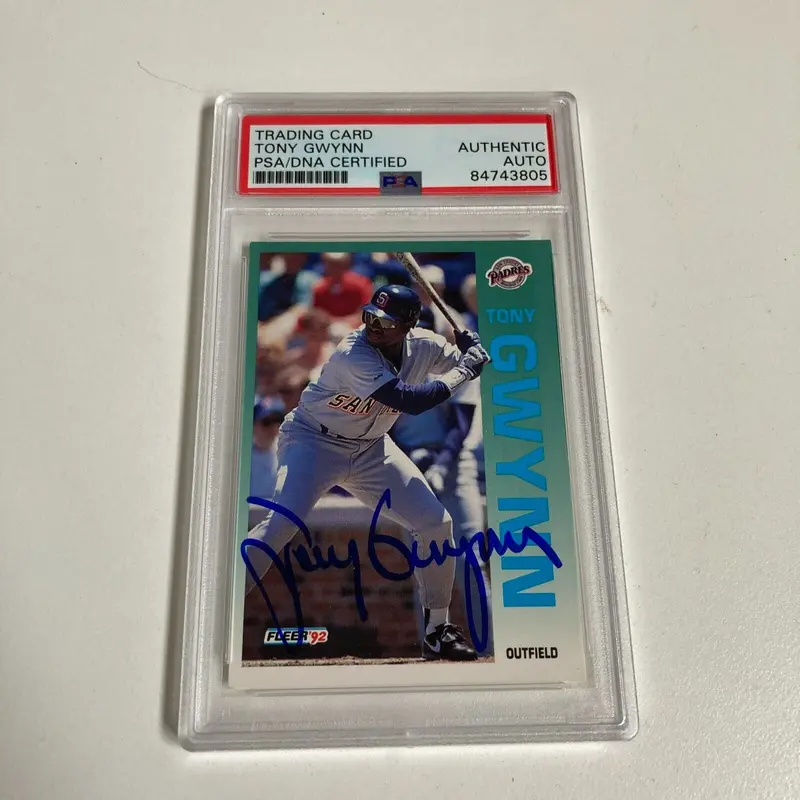 TRADING CARD
TONY GWYNN
PSA/DNA CERTIFIED
AUTHENTIC
AUTO
84743805
PSA
PADRES
TONY
GWYNN
S
SAN
Tony Gwynn
FLEER '92
OUTFIELD